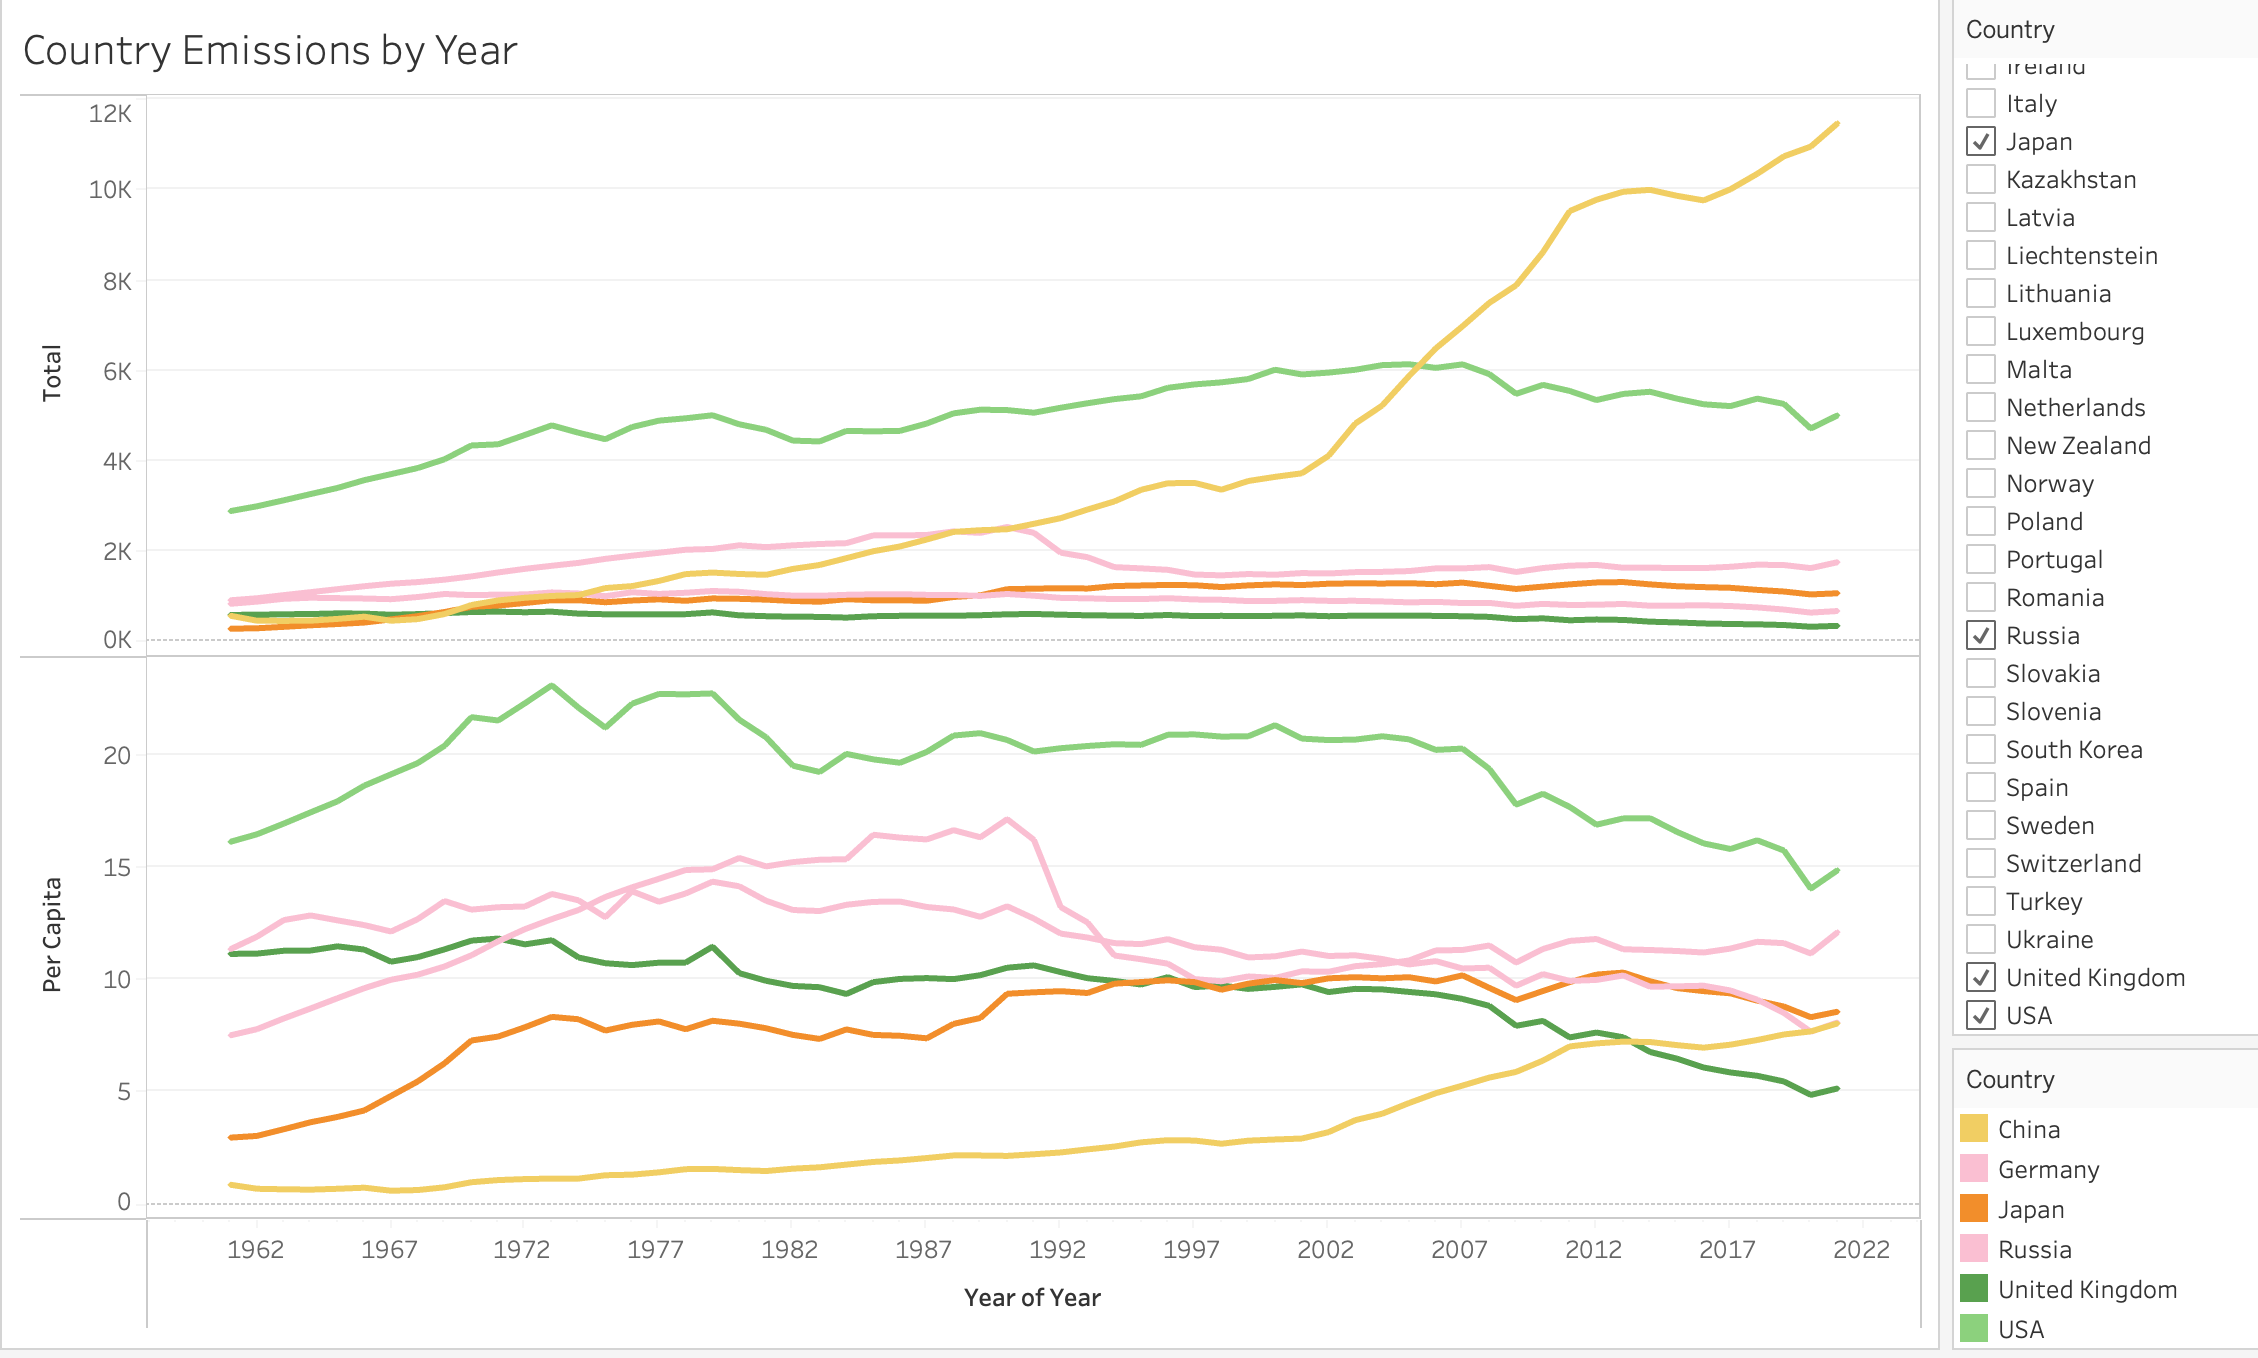 Country Emissions by Year
Total
12K
10K
8K
6K
4K
2K
0K
Per Capita
20
15
10
5
0
1962 1967 1972 1977 1982 1987 1992 1997 2002 2007 2012 2017 2022
Year of Year
Country
Ireland
Italy
Japan
Kazakhstan
Latvia
Liechtenstein
Lithuania
Luxembourg
Malta
Netherlands
New Zealand
Norway
Poland
Portugal
Romania
Russia
Slovakia
Slovenia
South Korea
Spain
Sweden
Switzerland
Turkey
Ukraine
United Kingdom
USA
Country
China
Germany
Japan
Russia
United Kingdom
USA